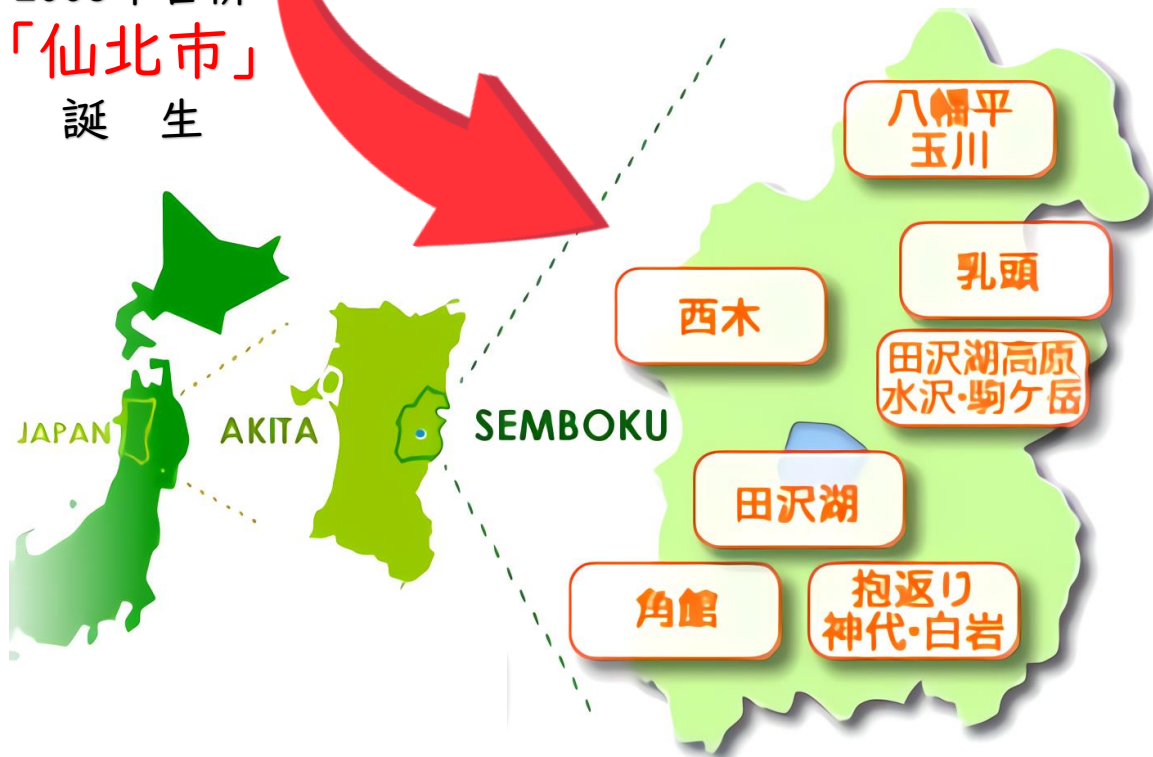 「仙北市」
誕 生
八幡平
玉川
乳頭
西木
田沢湖高原
水沢・駒ケ岳
JAPAN
AKITA
SEMBOKU
田沢湖
角館
抱返り
神代・白岩